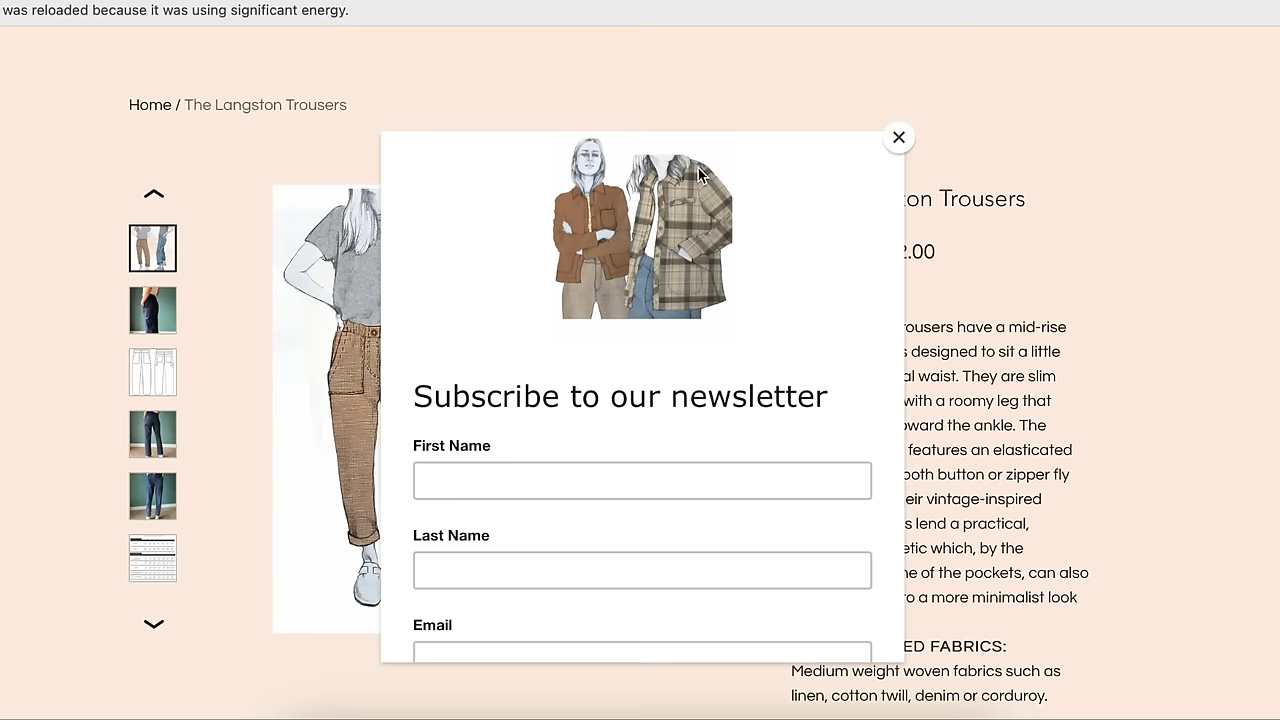 was reloaded because it was using significant energy.
Home / The Langston Trousers
on Trousers
.00
Subscribe to our newsletter
First Name
Last Name
Email
rousers have a mid-rise
s designed to sit a little
al waist. They are slim
with a roomy leg that
oward the ankle. The
features an elasticated
both button or zipper fly
eir vintage-inspired
s lend a practical,
etic which, by the
ne of the pockets, can also
to a more minimalist look
ED FABRICS:
Medium weight woven fabrics such as
linen, cotton twill, denim or corduroy.